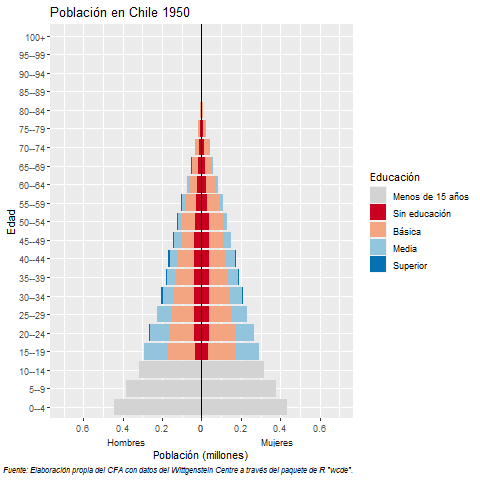 Población en Chile 1950
Edad
100+
95-99
90-94
85-89
80-84
75-79
70-74
65-69
60-64
55-59
50-54
45-49
40-44
35-39
30-34
25-29
20-24
15-19
10-14
5-9
0-4
0.6 0.4 0.2 0 0.2 0.4 0.6
Hombres Mujeres
Población (millones)
Educación
Menos de 15 años
Sin educación
Básica
Media
Superior
Fuente: Elaboración propia del CFA con datos del Wittgenstein Centre a través del paquete de R "wcde".